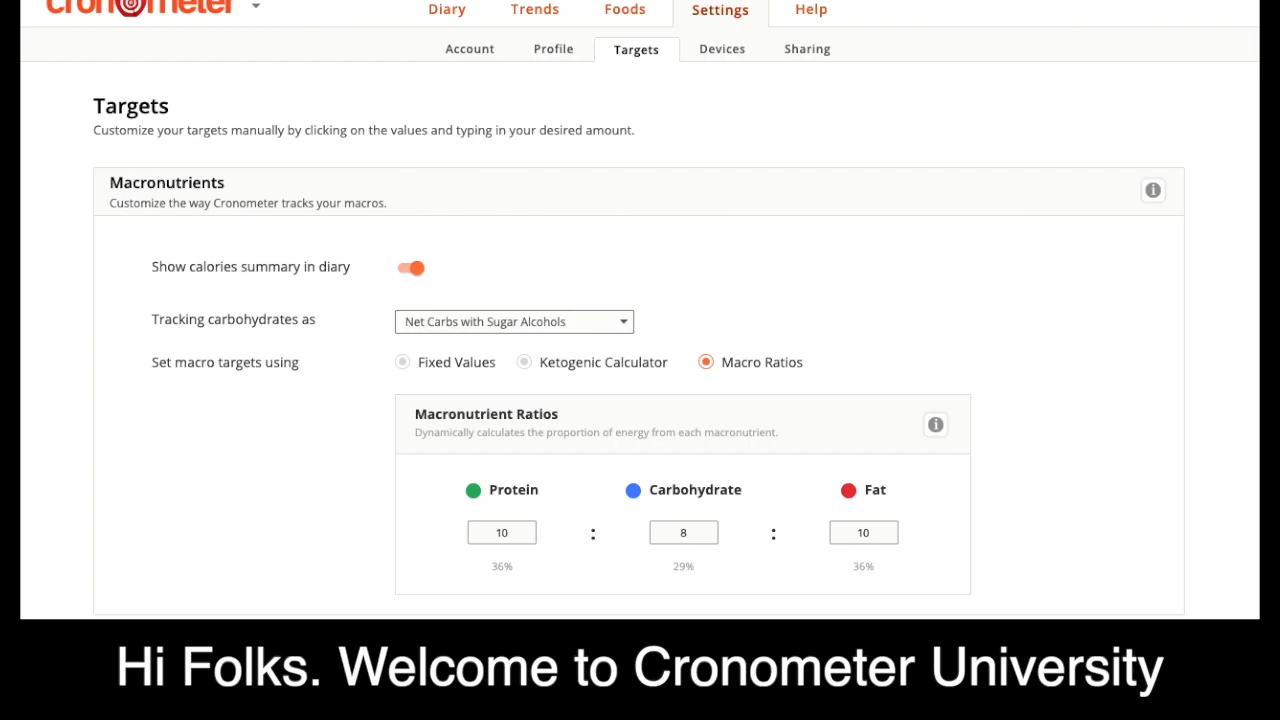 cronometer
Diary Trends Foods Settings Help
Account Profile Targets Devices Sharing
Targets
Customize your targets manually by clicking on the values and typing in your desired amount.
Macronutrients
Customize the way Cronometer tracks your macros.
Show calories summary in diary
Tracking carbohydrates as Net Carbs with Sugar Alcohols
Set macro targets using Fixed Values Ketogenic Calculator Macro Ratios
Macronutrient Ratios
Dynamically calculates the proportion of energy from each macronutrient.
Protein Carbohydrate Fat
10 : 8 : 10
36% 29% 36%
Hi Folks. Welcome to Cronometer University